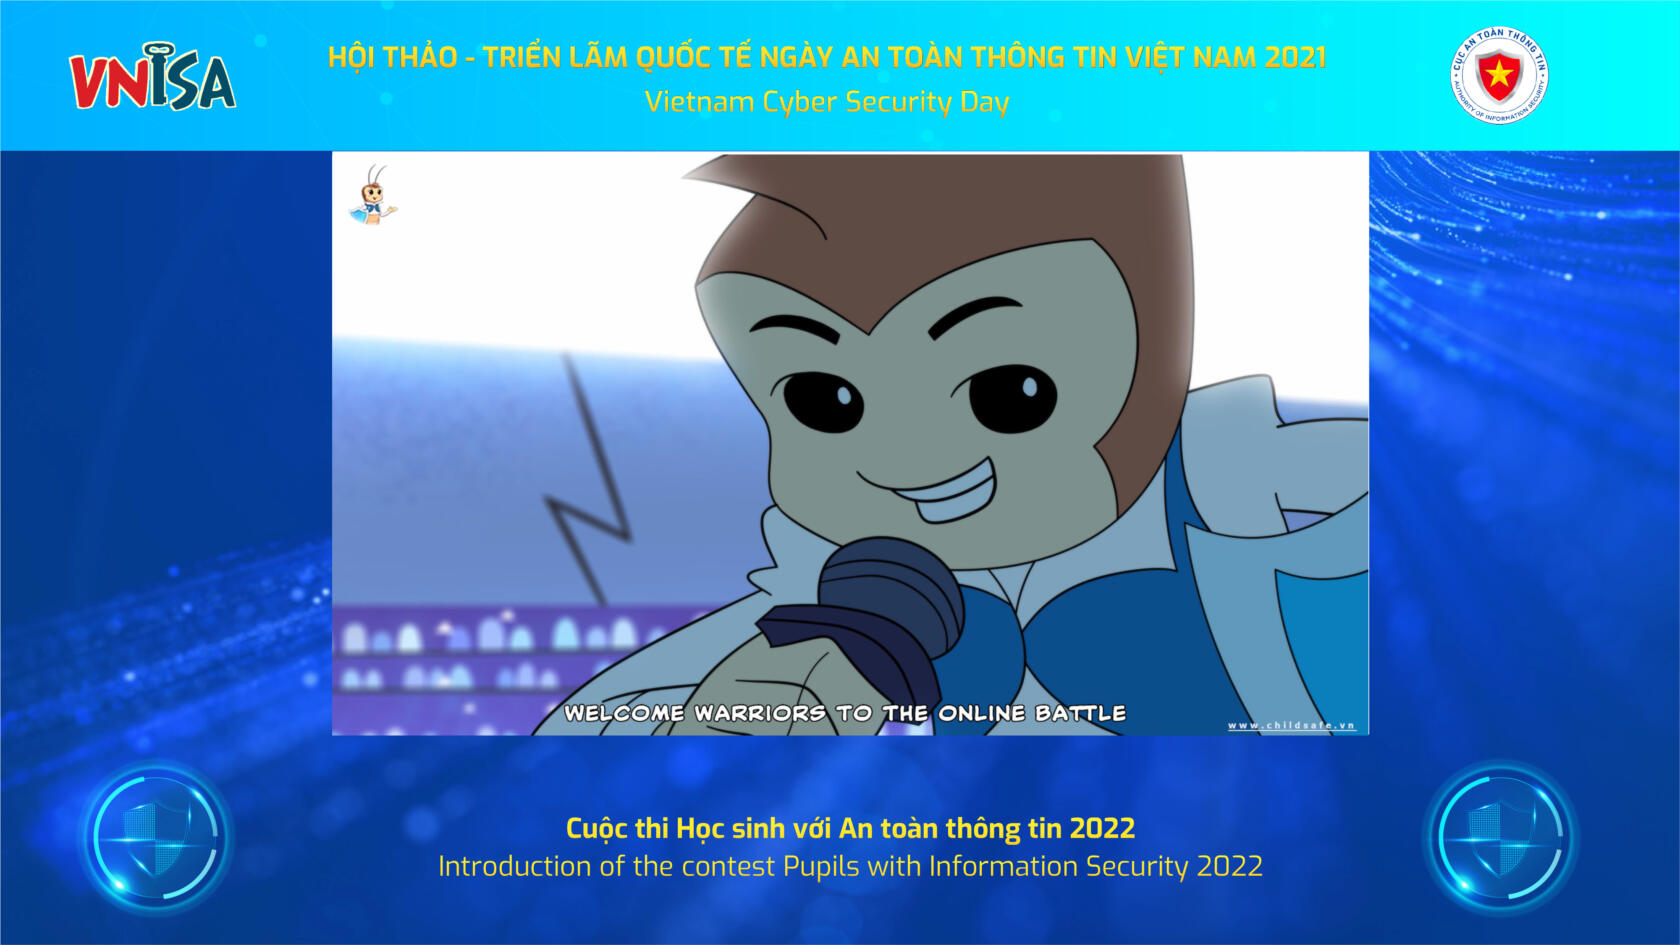 VNISA
HỘI THẢO - TRIỂN LÃM QUỐC TẾ NGÀY AN TOÀN THÔNG TIN VIỆT NAM 2021
Vietnam Cyber Security Day
CỤC AN TOÀN THÔNG TIN
AUTHORITY OF INFORMATION SECURITY
WELCOME WARRIORS TO THE ONLINE BATTLE
www.childsafe.vn
Cuộc thi Học sinh với An toàn thông tin 2022
Introduction of the contest Pupils with Information Security 2022